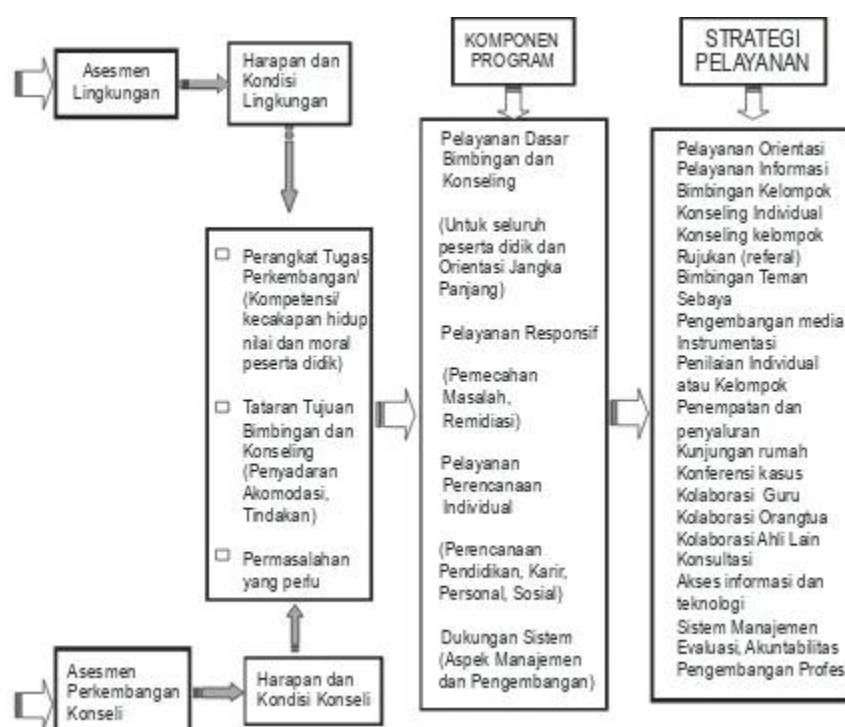 Asesmen
Lingkungan
Harapan dan
Kondisi
Lingkungan
Perangkat Tugas
Perkembangan/
(Kompetensi/
kecakapan hidup
nilai dan moral
peserta didik)
Tataran Tujuan
Bimbingan dan
Konseling
(Penyadaran
Akomodasi,
Tindakan)
Permasalahan
yang perlu
Asesmen
Perkembangan
Konseli
Harapan dan
Kondisi Konseli
KOMPONEN
PROGRAM
Pelayanan Dasar
Bimbingan dan
Konseling
(Untuk seluruh
peserta didik dan
Orientasi Jangka
Panjang)
Pelayanan Responsif
(Pemecahan
Masalah,
Remidiasi)
Pelayanan
Perencanaan
Individual
(Perencanaan
Pendidikan, Karir,
Personal, Sosial)
Dukungan Sistem
(Aspek Manajemen
dan Pengembangan)
STRATEGI
PELAYANAN
Pelayanan Orientasi
Pelayanan Informasi
Bimbingan Kelompok
Konseling Individual
Konseling kelompok
Rujukan (referal)
Bimbingan Teman
Sebaya
Pengembangan media
Instrumentasi
Penilaian Individual
atau Kelompok
Penempatan dan
penyaluran
Kunjungan rumah
Konferensi kasus
Kolaborasi Guru
Kolaborasi Orangtua
Kolaborasi Ahli Lain
Konsultasi
Akses informasi dan
teknologi
Sistem Manajemen
Evaluasi, Akuntabilitas
Pengembangan Profes